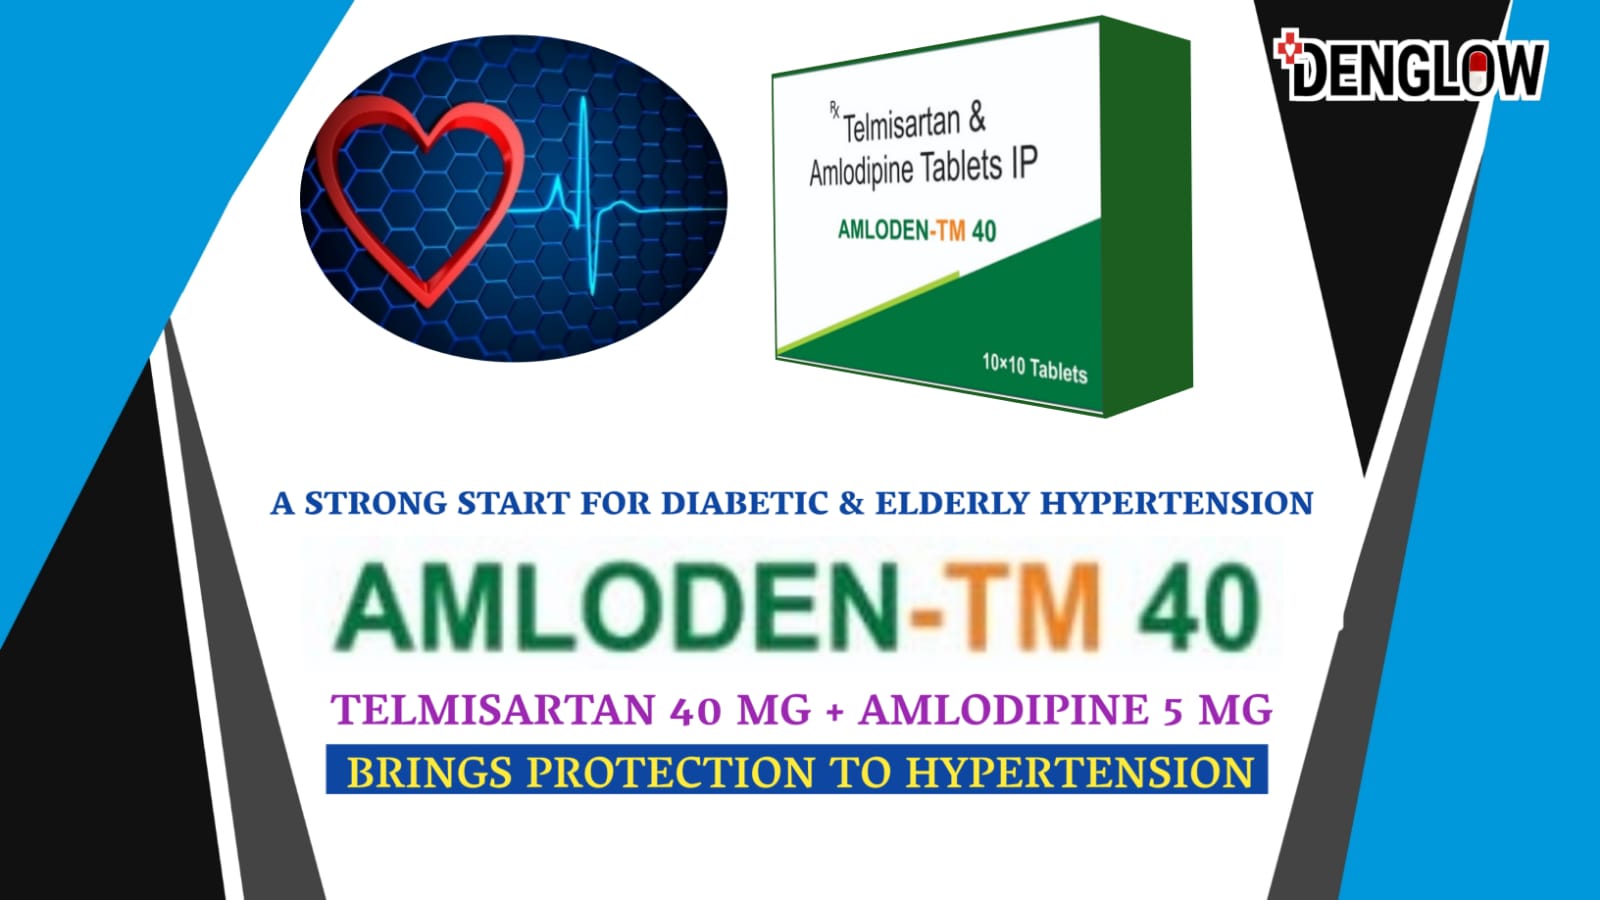 DENGLOW
Rx Telmisartan &
Amlodipine Tablets IP
AMLODEN-TM 40
10×10 Tablets
A STRONG START FOR DIABETIC & ELDERLY HYPERTENSION
AMLODEN-TM 40
TELMISARTAN 40 MG + AMLODIPINE 5 MG
BRINGS PROTECTION TO HYPERTENSION